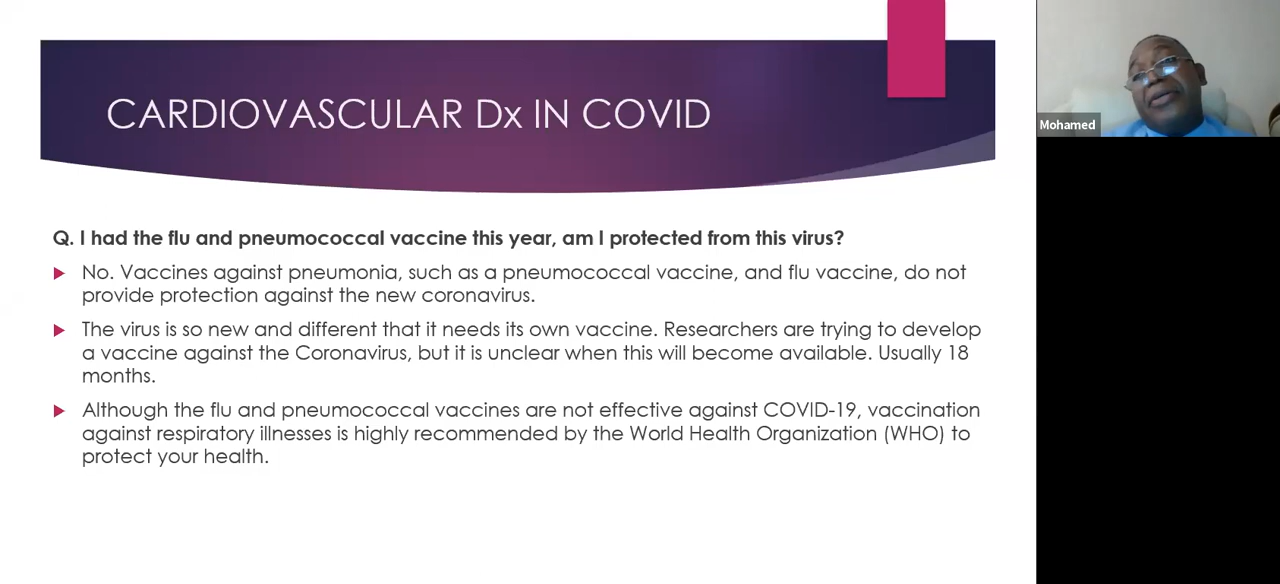 CARDIOVASCULAR Dx IN COVID
Q. I had the flu and pneumococcal vaccine this year, am I protected from this virus?
No. Vaccines against pneumonia, such as a pneumococcal vaccine, and flu vaccine, do not
provide protection against the new coronavirus.
The virus is so new and different that it needs its own vaccine. Researchers are trying to develop
a vaccine against the Coronavirus, but it is unclear when this will become available. Usually 18
months.
Although the flu and pneumococcal vaccines are not effective against COVID-19, vaccination
against respiratory illnesses is highly recommended by the World Health Organization (WHO) to
protect your health.
Mohamed